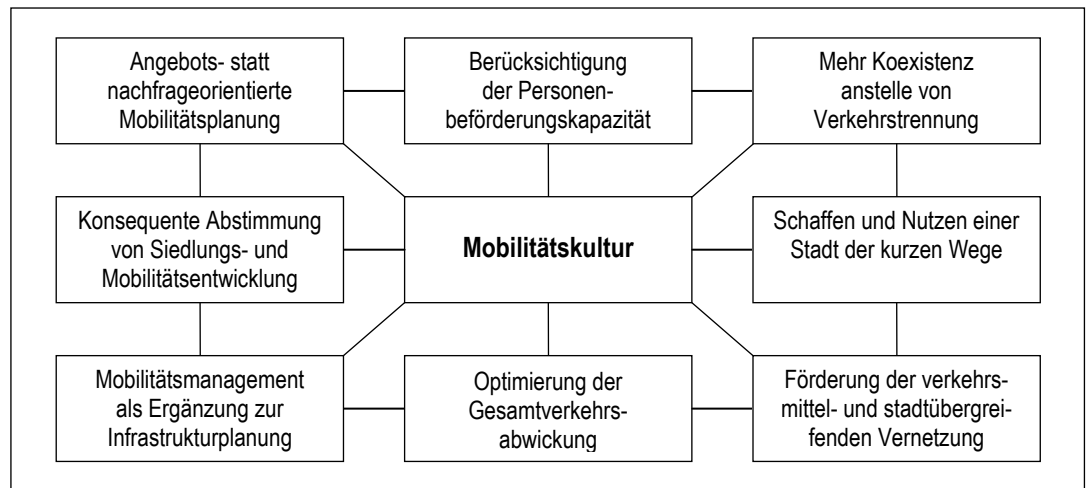 Angebots- statt
nachfrageorientierte
Mobilitätsplanung
Berücksichtigung
der Personen-
beförderungskapazität
Mehr Koexistenz
anstelle von
Verkehrstrennung
Konsequente Abstimmung
von Siedlungs- und
Mobilitätsentwicklung
Mobilitätskultur
Schaffen und Nutzen einer
Stadt der kurzen Wege
Mobilitätsmanagement
als Ergänzung zur
Infrastrukturplanung
Optimierung der
Gesamtverkehrs-
abwickung
Förderung der verkehrs-
mittel- und stadtübergrei-
fenden Vernetzung